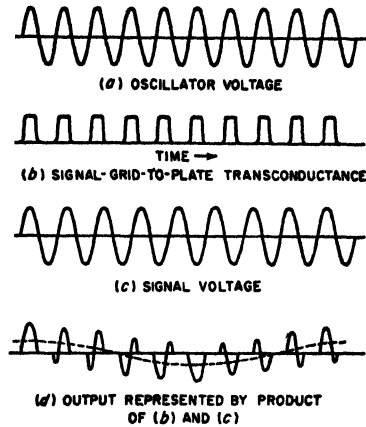 (a) OSCILLATOR VOLTAGE
TIME →
(b) SIGNAL-GRID-TO-PLATE TRANSCONDUCTANCE
(c) SIGNAL VOLTAGE
(d) OUTPUT REPRESENTED BY PRODUCT
OF (b) AND (c)